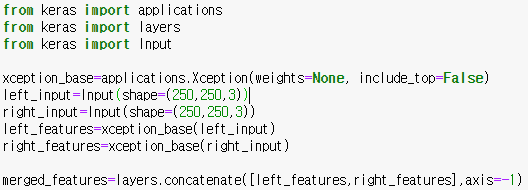 from keras import applications
from keras import layers
from keras import Input
xception_base=applications.Xception(weights=None, include_top=False)
left_input=Input(shape=(250,250,3))
right_input=Input(shape=(250,250,3))
left_features=xception_base(left_input)
right_features=xception_base(right_input)
merged_features=layers.concatenate([left_features,right_features],axis=-1)